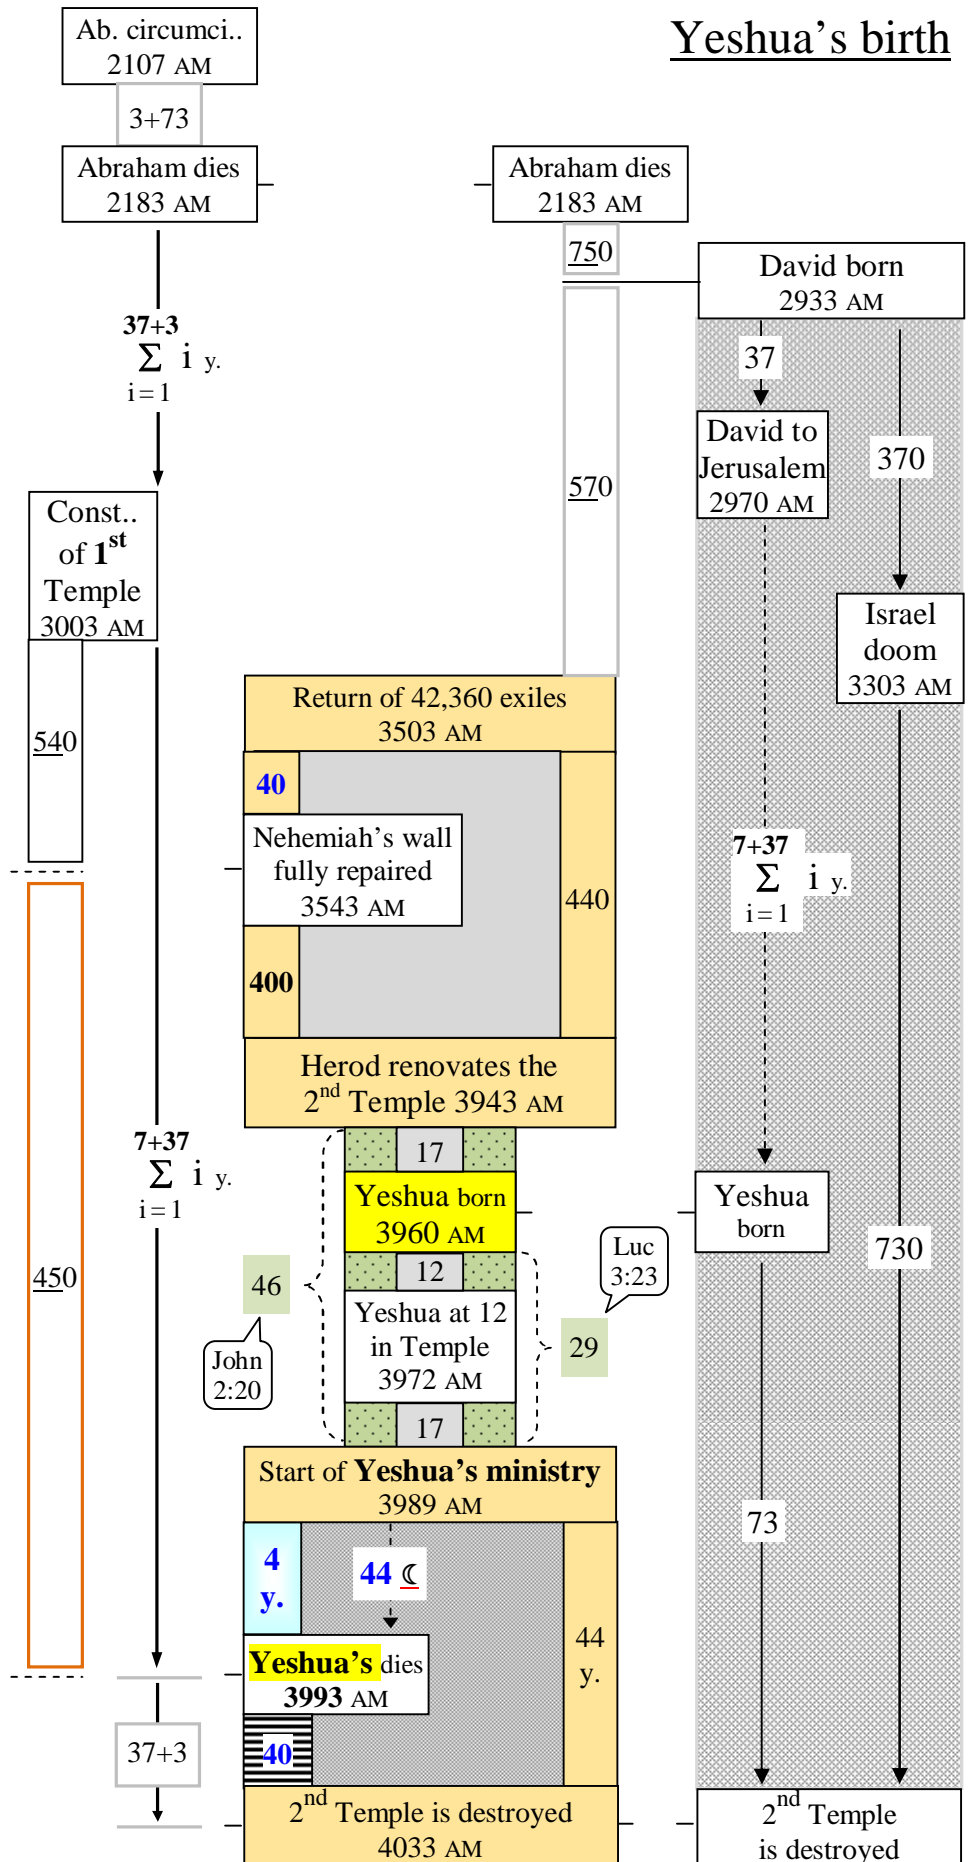 Yeshua’s birth
Ab. circumci..
2107 AM
3+73
Abraham dies
2183 AM
Abraham dies
2183 AM
750
David born
2933 AM
37+3
Σ i y.
i = 1
37
370
David to
Jerusalem
2970 AM
570
Const..
of 1st
Temple
3003 AM
Israel
doom
3303 AM
540
Return of 42,360 exiles
3503 AM
40
Nehemiah’s wall
fully repaired
3543 AM
440
400
7+37
Σ i y.
i = 1
Herod renovates the
2nd Temple 3943 AM
7+37
Σ i y.
i = 1
17
Yeshua born
3960 AM
Yeshua
born
450
46
John
2:20
12
Luc
3:23
730
Yeshua at 12
in Temple
3972 AM
29
17
Start of Yeshua’s ministry
3989 AM
73
4
y.
44 ☾
44
y.
Yeshua’s dies
3993 AM
37+3
40
2nd Temple is destroyed
4033 AM
2nd Temple
is destroyed